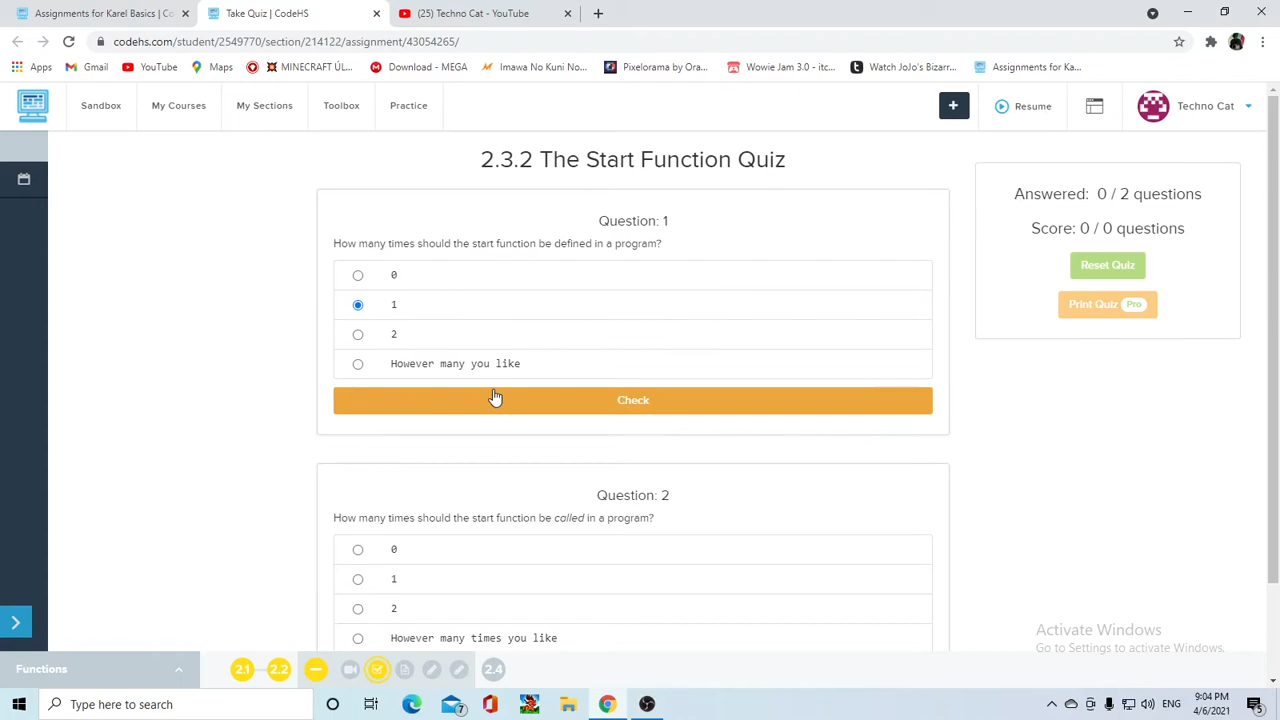 Assignments for Karel Basics | Co
Take Quiz | CodeHS
(25) Techno Cat - YouTube
codehs.com/student/2549770/section/214122/assignment/43054265/
Apps
Gmail
YouTube
Maps
MINECRAFT ÚL...
Download - MEGA
Imawa No Kuni No...
Pixelorama by Ora...
Wowie Jam 3.0 - itc...
Watch JoJo's Bizarr...
Assignments for Ka...
Sandbox
My Courses
My Sections
Toolbox
Practice
Resume
Techno Cat
2.3.2 The Start Function Quiz
Answered: 0 / 2 questions
Score: 0 / 0 questions
Reset Quiz
Print Quiz Pro
Question: 1
How many times should the start function be defined in a program?
0
1
2
However many you like
Check
Question: 2
How many times should the start function be called in a program?
0
1
2
However many times you like
Activate Windows
Go to Settings to activate Windows.
Functions
2.1
2.2
2.4
Type here to search
7
9:04 PM
4/6/2021
5